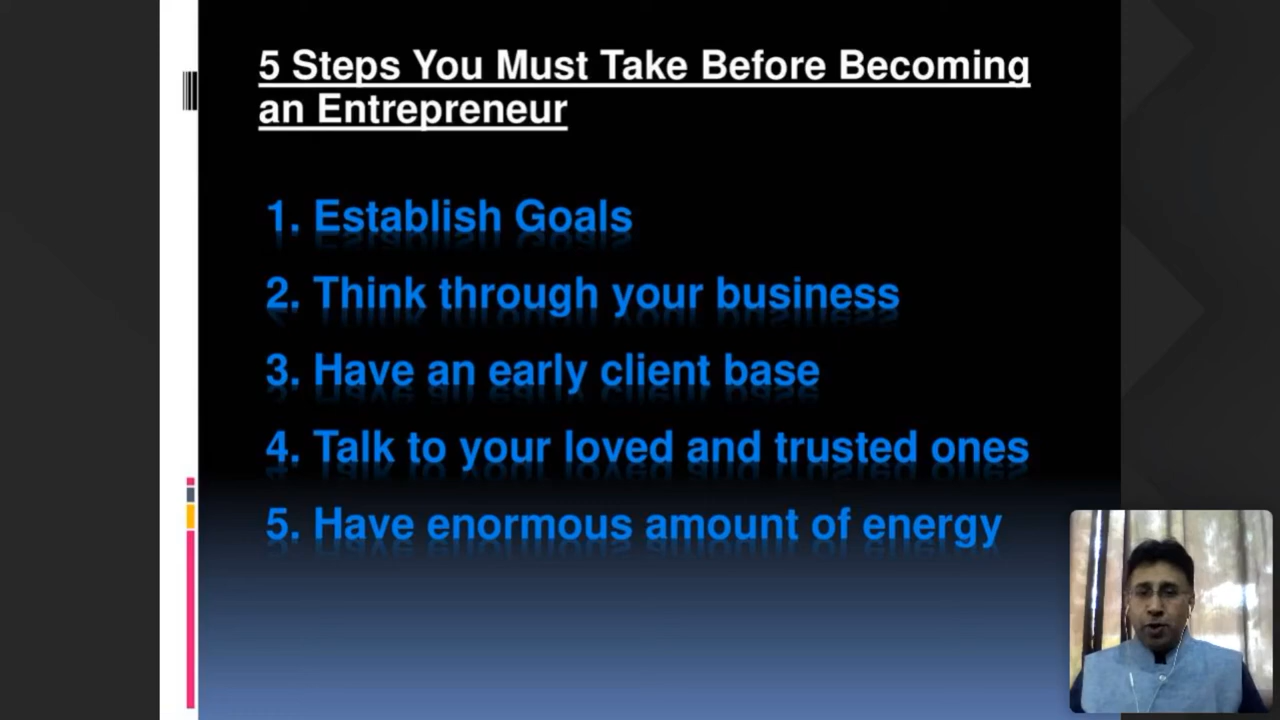 5 Steps You Must Take Before Becoming
an Entrepreneur
1. Establish Goals
2. Think through your business
3. Have an early client base
4. Talk to your loved and trusted ones
5. Have enormous amount of energy